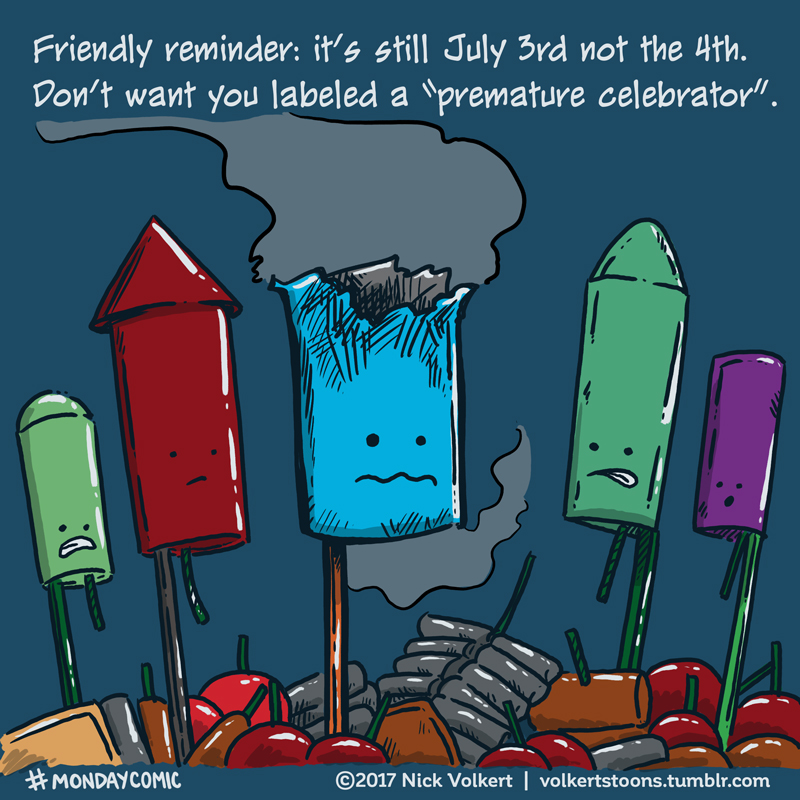 Friendly reminder: it's still July 3rd not the 4th.
Don't want you labeled a "premature celebrator".
#MONDAYCOMIC
©2017 Nick Volkert | volkertstoons.tumblr.com